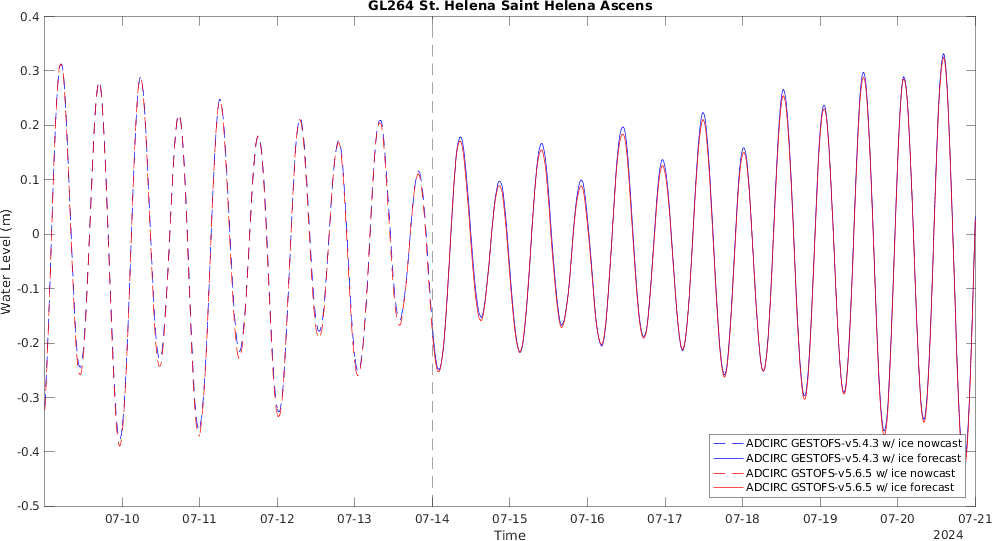 GL264 St. Helena Saint Helena Ascens
0.4
0.3
0.2
0.1
0
-0.1
-0.2
-0.3
-0.4
-0.5
Water Level (m)
ADCIRC GESTOFS-v5.4.3 w/ ice nowcast
ADCIRC GESTOFS-v5.4.3 w/ ice forecast
ADCIRC GSTOFS-v5.6.5 w/ ice nowcast
ADCIRC GSTOFS-v5.6.5 w/ ice forecast
07-10 07-11 07-12 07-13 07-14 07-15 07-16 07-17 07-18 07-19 07-20 07-21
Time
2024